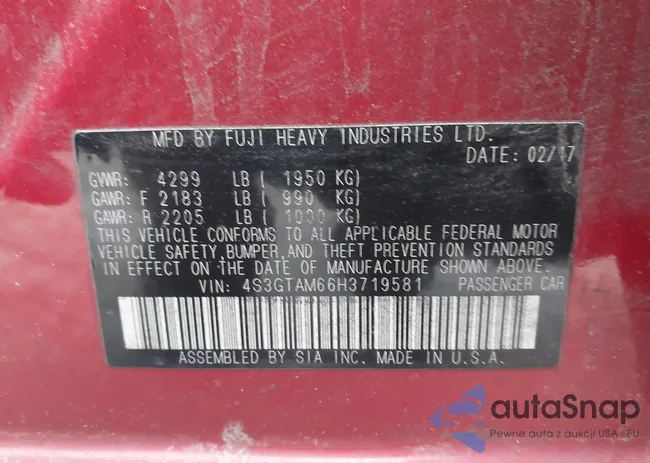 MFD BY FUJI HEAVY INDUSTRIES LTD.
DATE: 02/17
GVWR: 4299 LB ( 1950 KG)
GAWR: F 2183 LB ( 990 KG)
GAWR: R 2205 LB ( 1000 KG)
THIS VEHICLE CONFORMS TO ALL APPLICABLE FEDERAL MOTOR
VEHICLE SAFETY, BUMPER, AND THEFT PREVENTION STANDARDS
IN EFFECT ON THE DATE OF MANUFACTURE SHOWN ABOVE.
VIN: 4S3GTAM66H3719581 PASSENGER CAR
ASSEMBLED BY SIA INC. MADE IN U.S.A.
autaSnap
Pewne auta z aukcji USA i EU